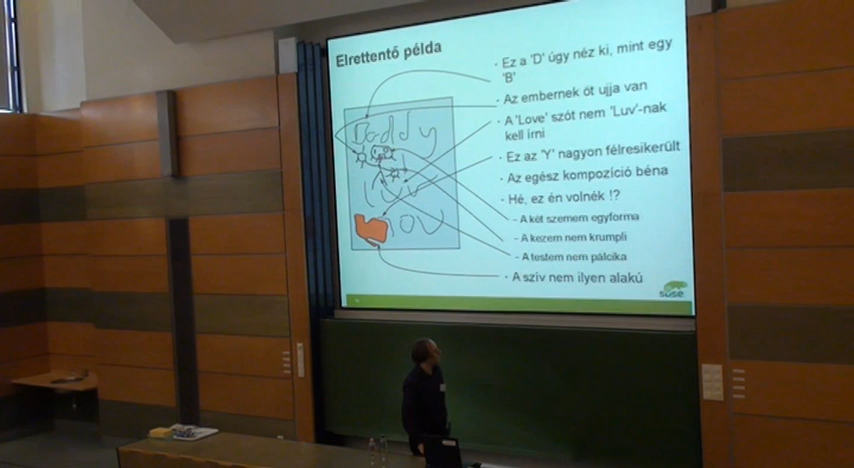 Elrettentő példa
· Ez a 'D' úgy néz ki, mint egy
'B'
· Az embernek öt ujja van
· A 'Love' szót nem 'Luv'-nak
kell írni
· Ez az 'Y' nagyon félresikerült
· Az egész kompozíció béna
· Hé, ez én volnék !?
– A két szemem egyforma
– A kezem nem krumpli
– A testem nem pálcika
· A szív nem ilyen alakú
Daddy
I Luv
You
SUSE